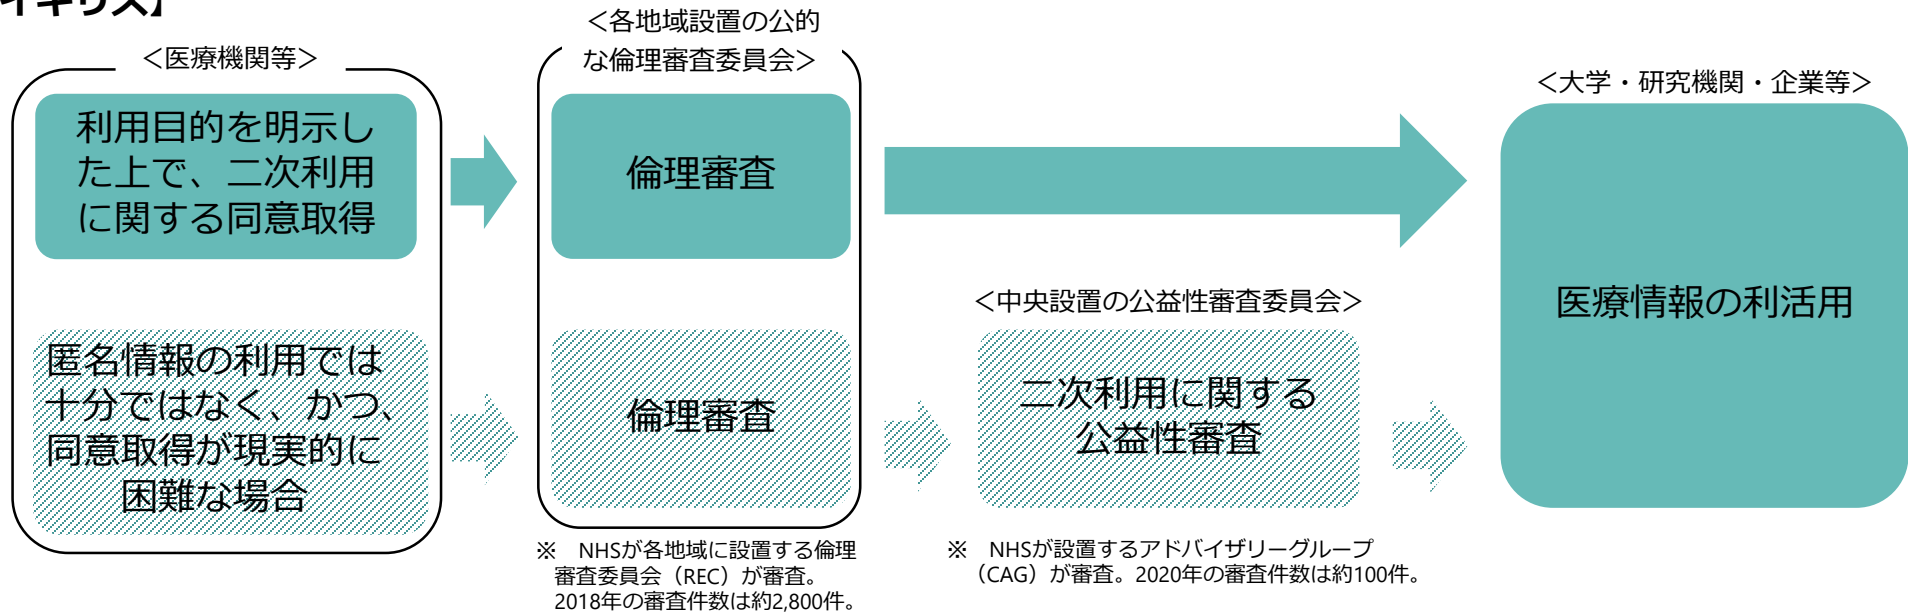 イギリス】
＜医療機関等＞
利用目的を明示し
た上で、二次利用
に関する同意取得
匿名情報の利用では
十分ではなく、かつ、
同意取得が現実的に
困難な場合
＜各地域設置の公的
な倫理審査委員会＞
倫理審査
倫理審査
※　NHSが各地域に設置する倫理
審査委員会（REC）が審査。
2018年の審査件数は約2,800件。
＜中央設置の公益性審査委員会＞
二次利用に関する
公益性審査
※　NHSが設置するアドバイザリーグループ
（CAG）が審査。2020年の審査件数は約100件。
＜大学・研究機関・企業等＞
医療情報の利活用